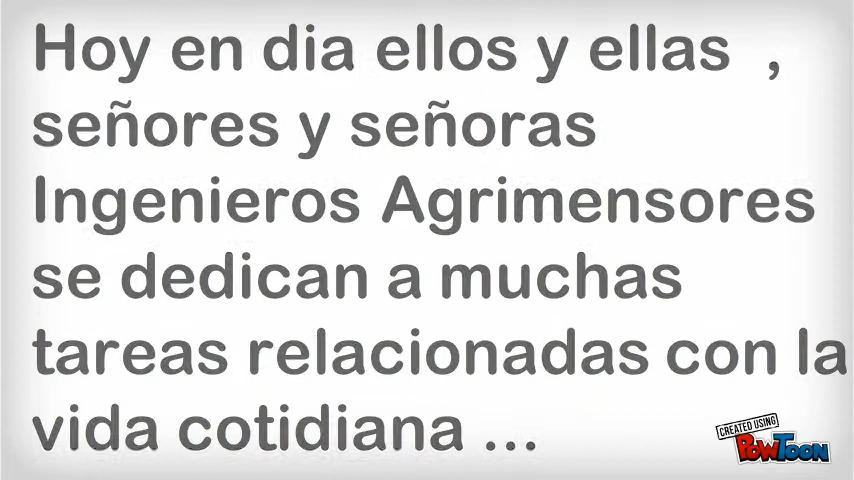 Hoy en dia ellos y ellas  ,
señores y señoras
Ingenieros Agrimensores
se dedican a muchas
tareas relacionadas con la
vida cotidiana ...
CREATED USING
POWTOON